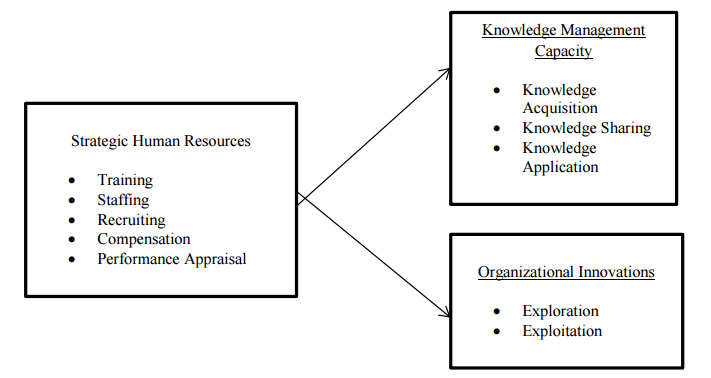 Strategic Human Resources
• Training
• Staffing
• Recruiting
• Compensation
• Performance Appraisal
Knowledge Management
Capacity
• Knowledge
Acquisition
• Knowledge Sharing
• Knowledge
Application
Organizational Innovations
• Exploration
• Exploitation